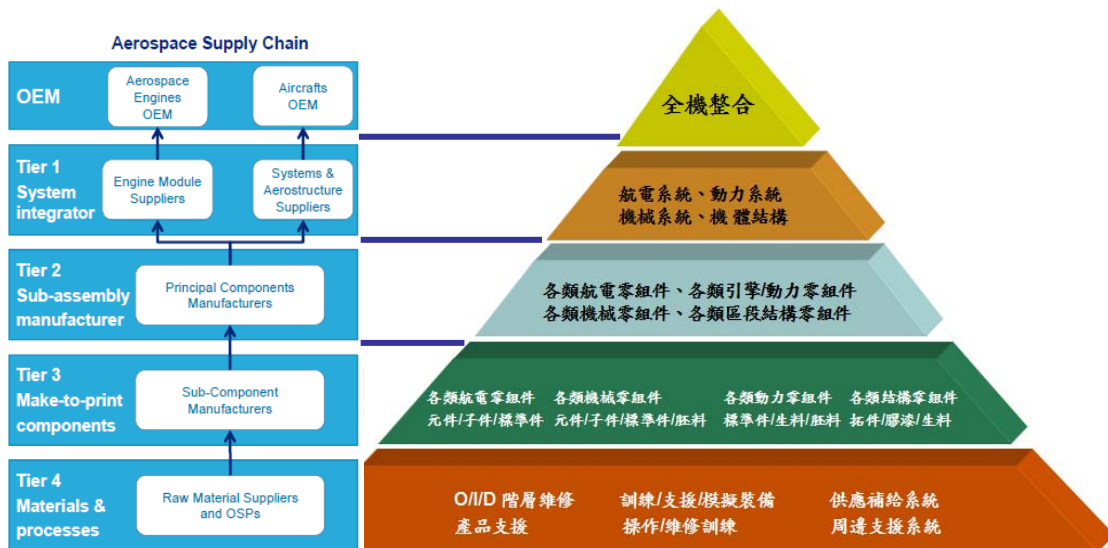 Aerospace Supply Chain
OEM
Aerospace
Engines
OEM
Aircrafts
OEM
Tier 1
System
integrator
Engine Module
Suppliers
Systems &
Aerostructure
Suppliers
Tier 2
Sub-assembly
manufacturer
Principal Components
Manufacturers
Tier 3
Make-to-print
components
Sub-Component
Manufacturers
Tier 4
Materials &
processes
Raw Material Suppliers
and OSPs
全機整合
航電系統、動力系統
機械系統、機 體結構
各類航電零組件、各類引擎/動力零組件
各類機械零組件、各類區段結構零組件
各類航電零組件 各類機械零組件 各類動力零組件 各類結構零組件
元件/子件/標準件 元件/子件/標準件/胚料 標準件/生料/胚料 拓件/膠漆/生料
O/I/D 階層維修 訓練/支援/模擬裝備 供應補給系統
產品支援 操作/維修訓練 周邊支援系統